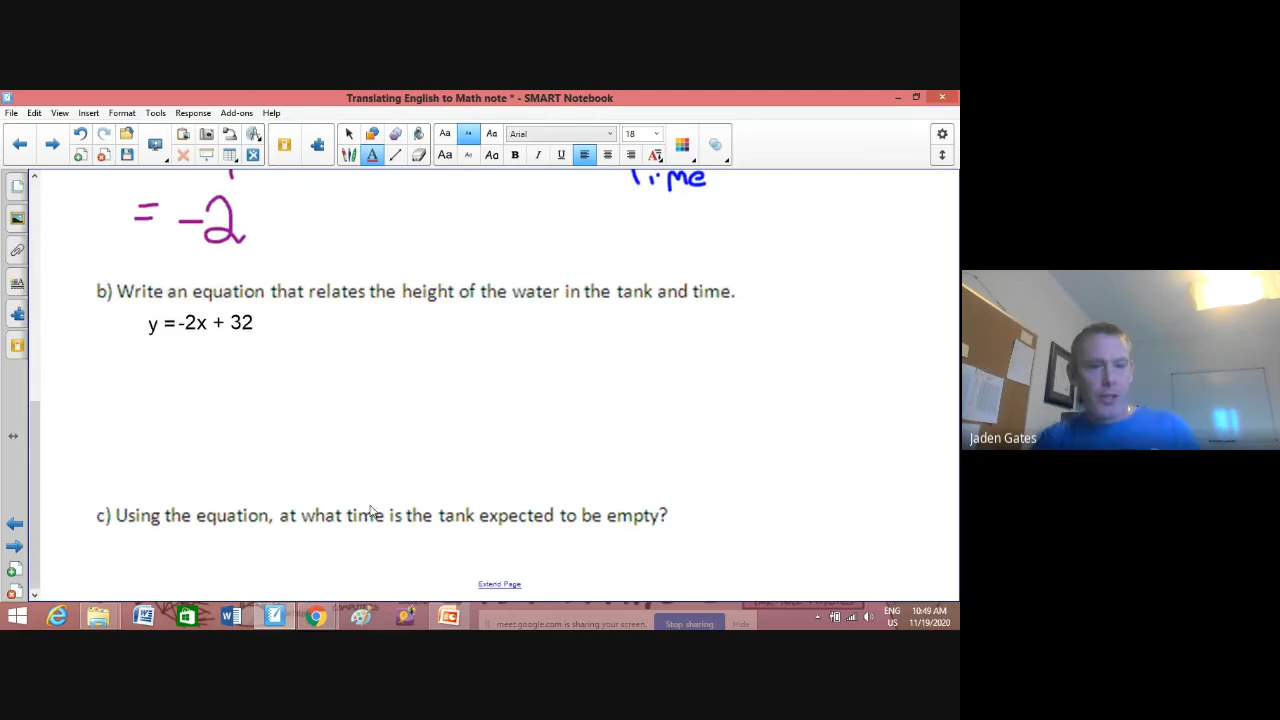 Translating English to Math note * - SMART Notebook
File Edit View Insert Format Tools Response Add-ons Help
Arial 18
Time
= -2
b) Write an equation that relates the height of the water in the tank and time.
y =-2x + 32
c) Using the equation, at what time is the tank expected to be empty?
Extend Page
Jaden Gates
meet.google.com is sharing your screen. Stop sharing Hide
ENG 10:49 AM
US 11/19/2020